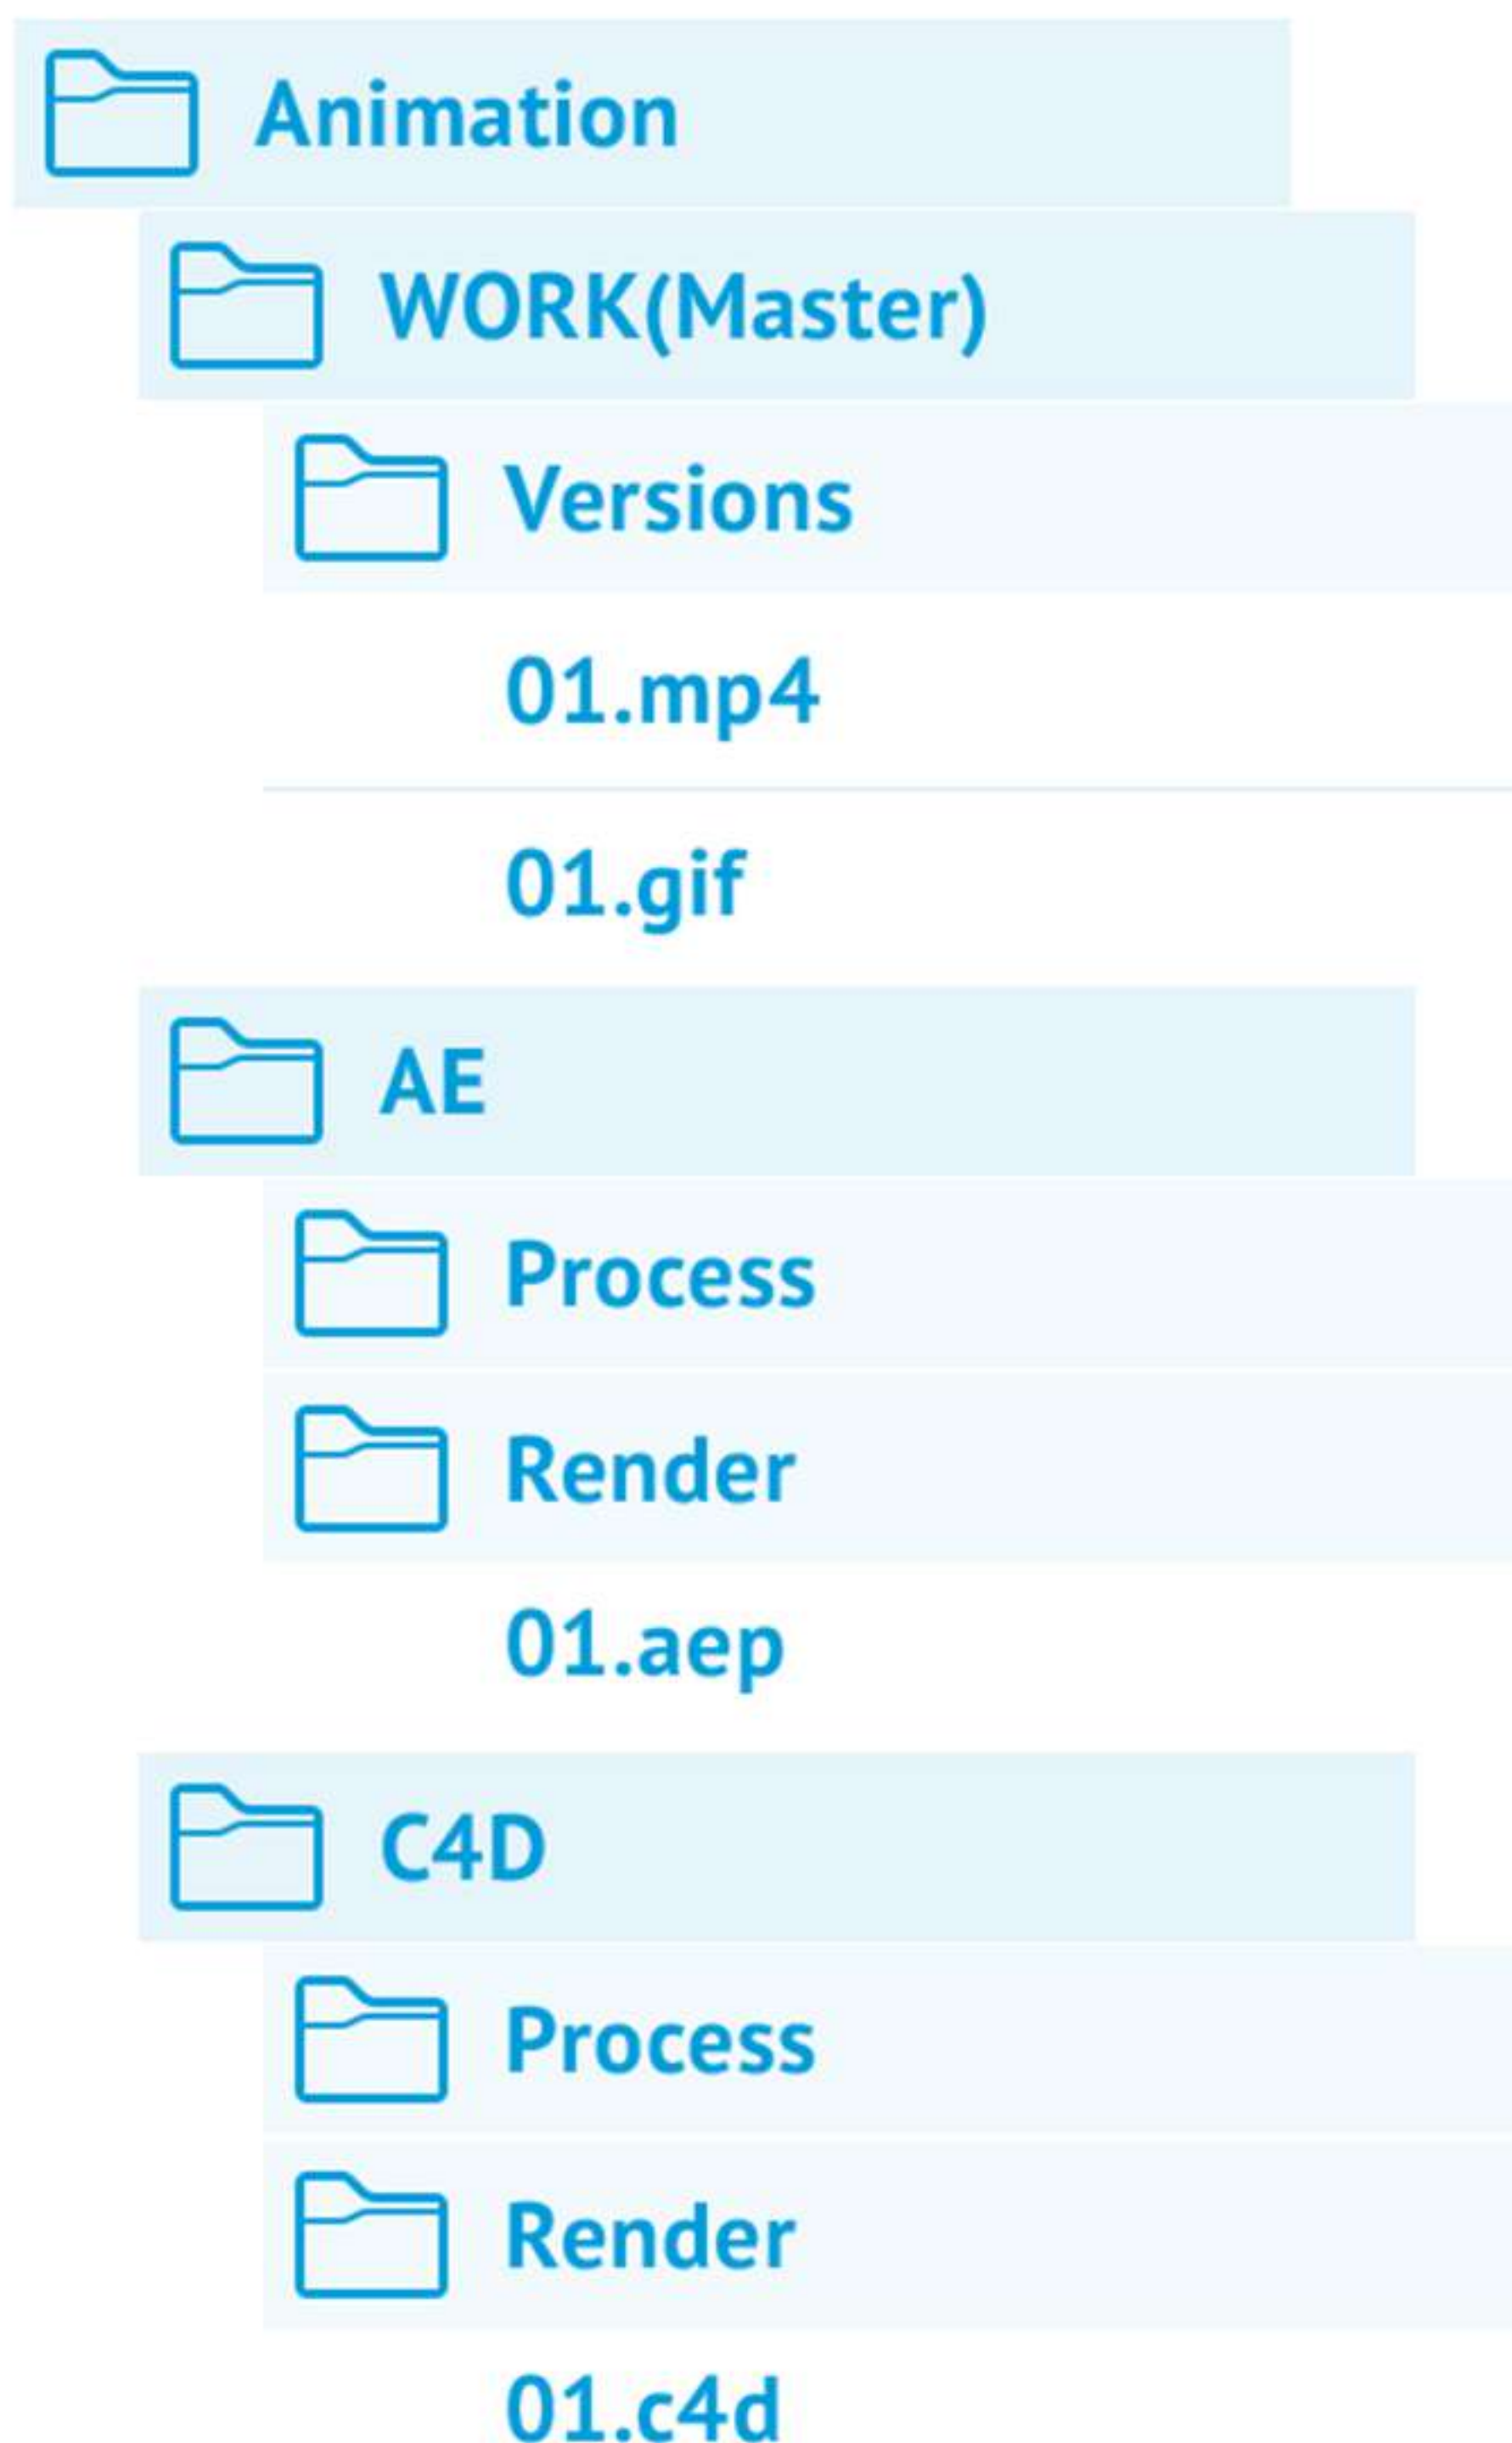 Animation
WORK(Master)
Versions
01.mp4
01.gif
AE
Process
Render
01.aep
C4D
Process
Render
01.c4d